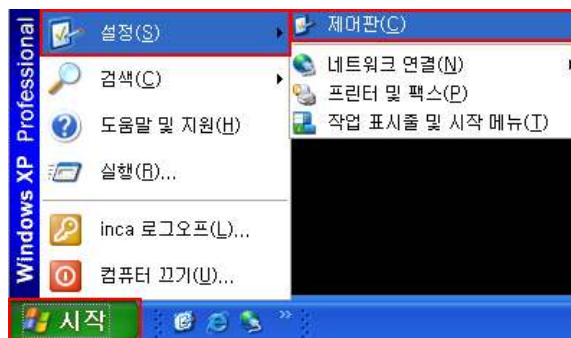 Windows XP Professional
설정(S)
검색(C)
도움말 및 지원(H)
실행(R)...
inca 로그오프(L)...
컴퓨터 끄기(U)...
제어판(C)
네트워크 연결(N)
프린터 및 팩스(P)
작업 표시줄 및 시작 메뉴(T)
시작